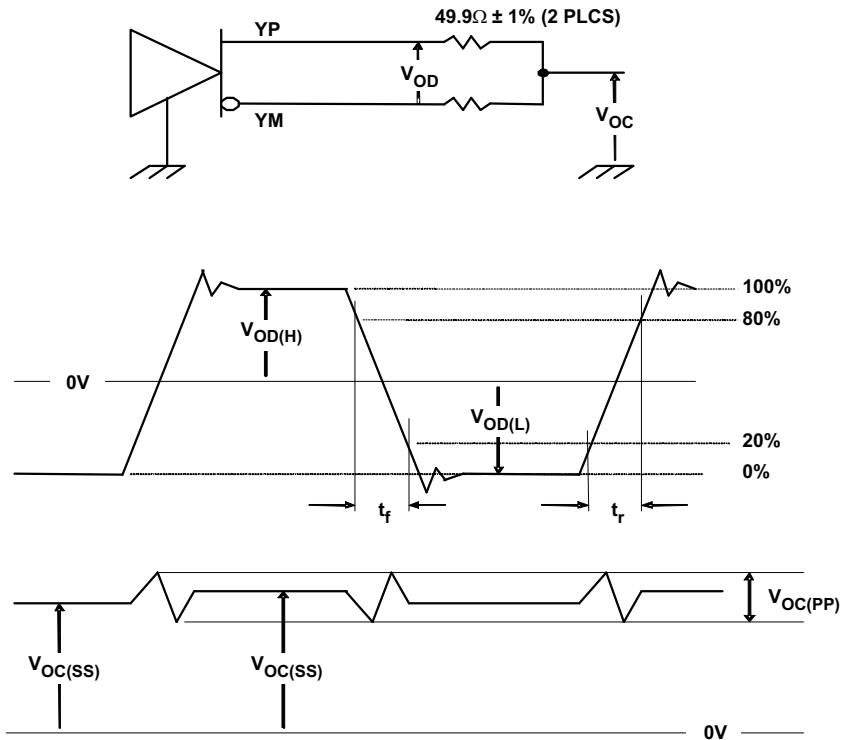 49.9Ω ± 1% (2 PLCS)
YP
VOD
YM
VOC
100%
80%
VOD(H)
0V
VOD(L)
20%
0%
tf
tr
VOC(PP)
VOC(SS)
VOC(SS)
0V